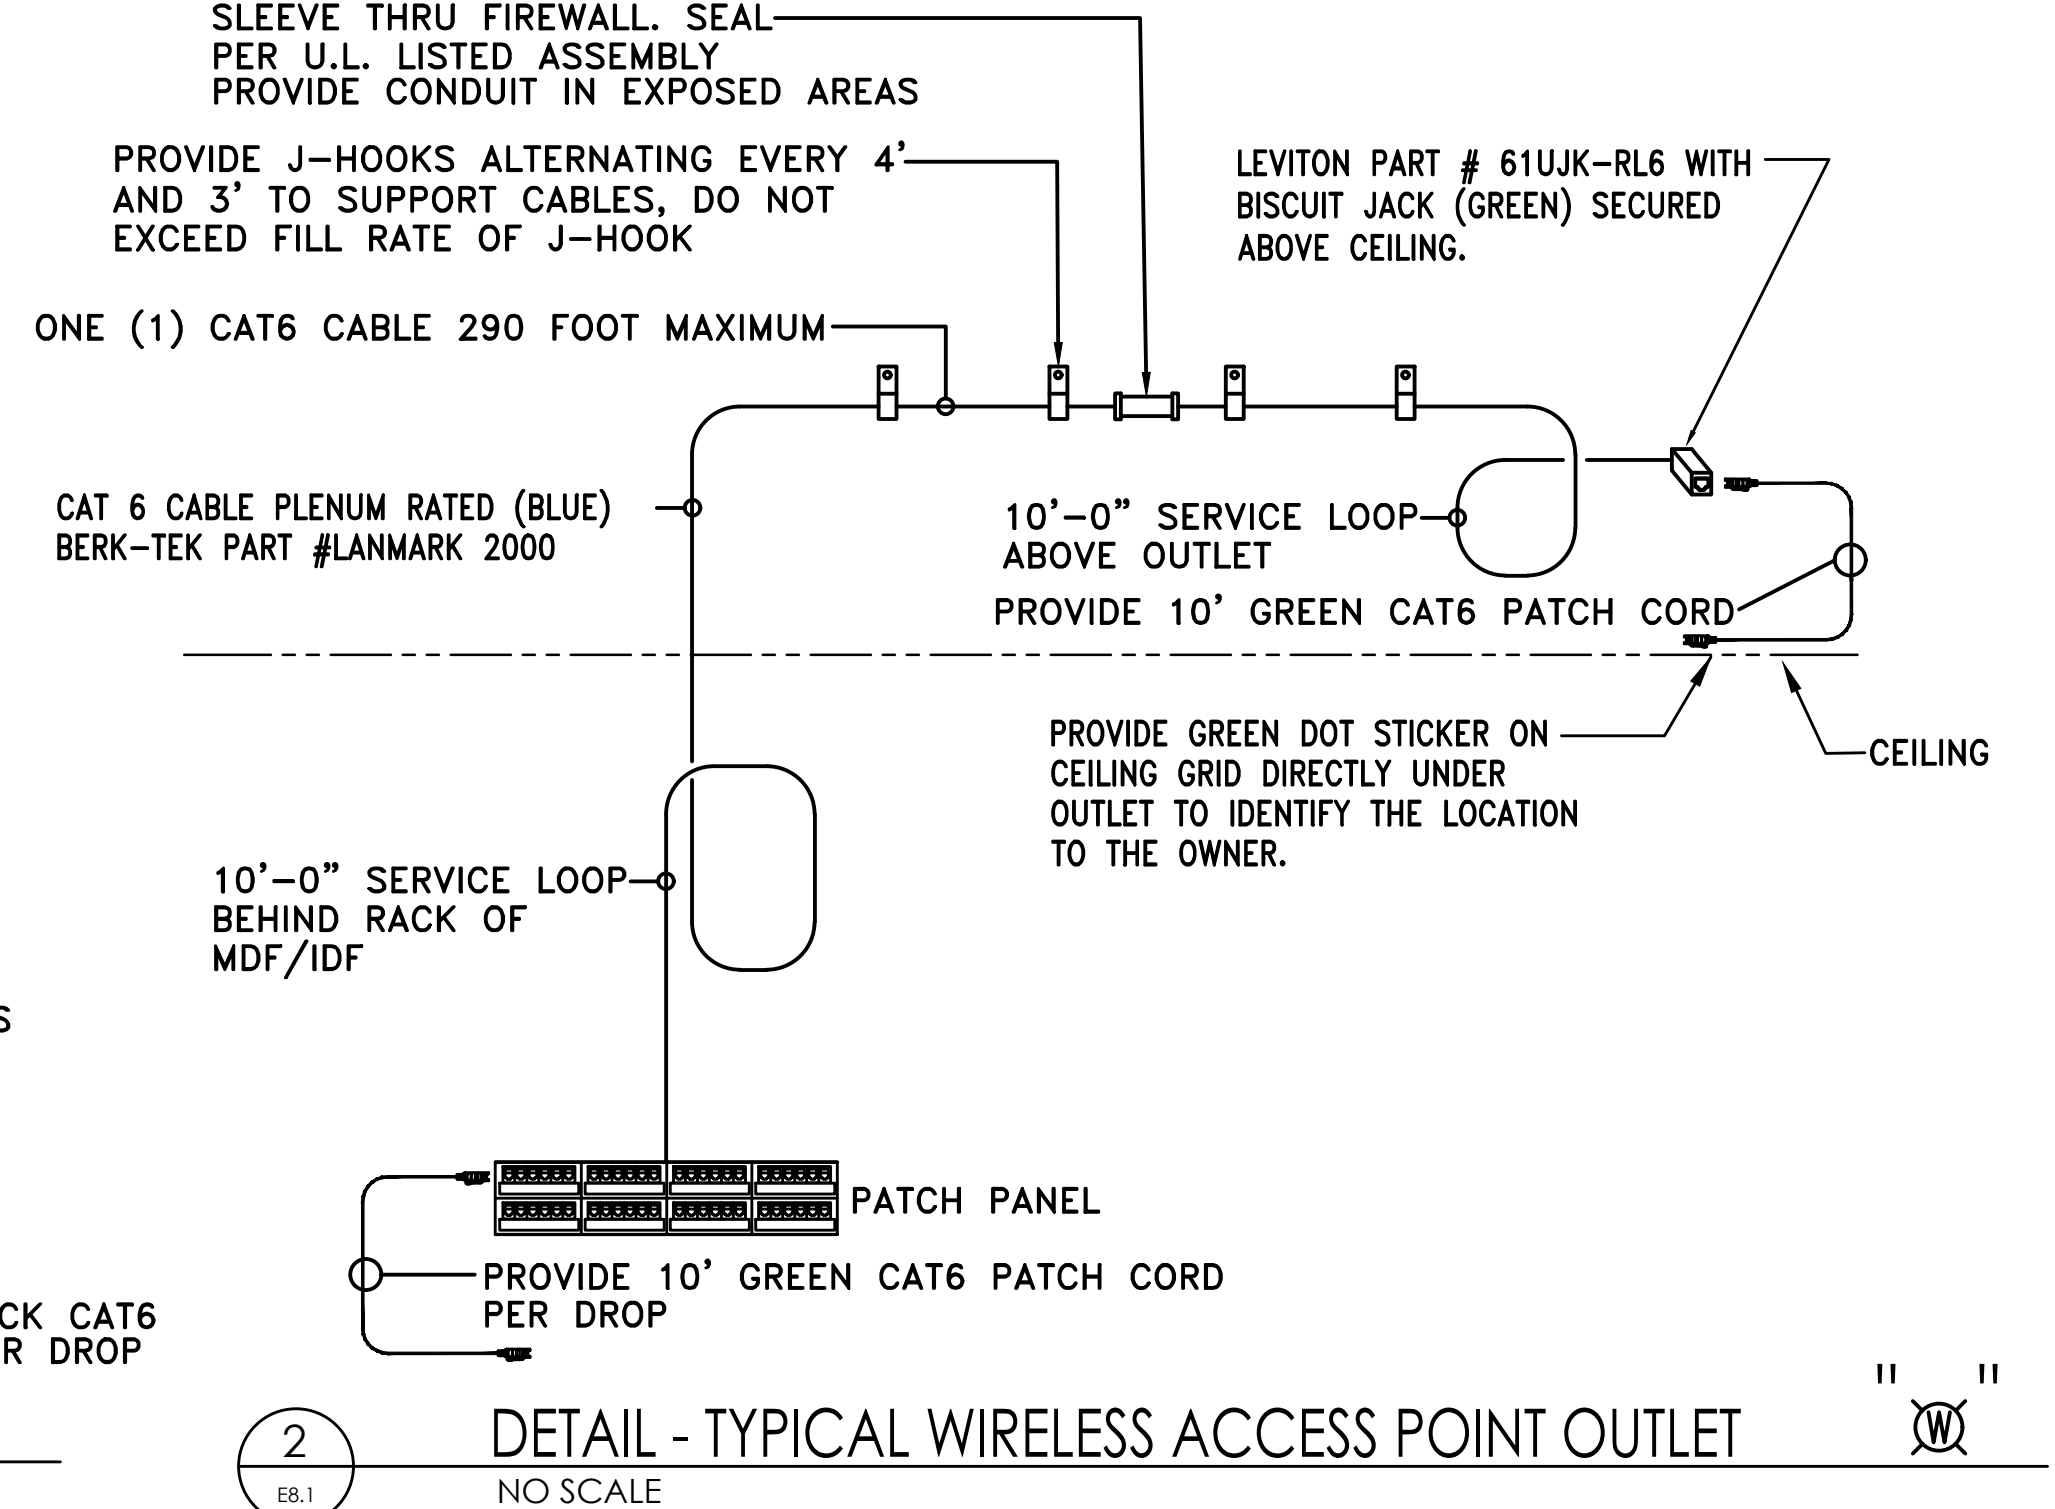 SLEEVE THRU FIREWALL. SEAL
PER U.L. LISTED ASSEMBLY
PROVIDE CONDUIT IN EXPOSED AREAS
PROVIDE J-HOOKS ALTERNATING EVERY 4'
AND 3' TO SUPPORT CABLES, DO NOT
EXCEED FILL RATE OF J-HOOK
LEVITON PART # 61UJK-RL6 WITH
BISCUIT JACK (GREEN) SECURED
ABOVE CEILING.
ONE (1) CAT6 CABLE 290 FOOT MAXIMUM
CAT 6 CABLE PLENUM RATED (BLUE)
BERK-TEK PART #LANMARK 2000
10'-0" SERVICE LOOP
ABOVE OUTLET
PROVIDE 10' GREEN CAT6 PATCH CORD
PROVIDE GREEN DOT STICKER ON
CEILING GRID DIRECTLY UNDER
OUTLET TO IDENTIFY THE LOCATION
TO THE OWNER.
CEILING
10'-0" SERVICE LOOP
BEHIND RACK OF
MDF/IDF
S
PATCH PANEL
PROVIDE 10' GREEN CAT6 PATCH CORD
PER DROP
CK CAT6
R DROP
2
E8.1
DETAIL - TYPICAL WIRELESS ACCESS POINT OUTLET
NO SCALE
"W"